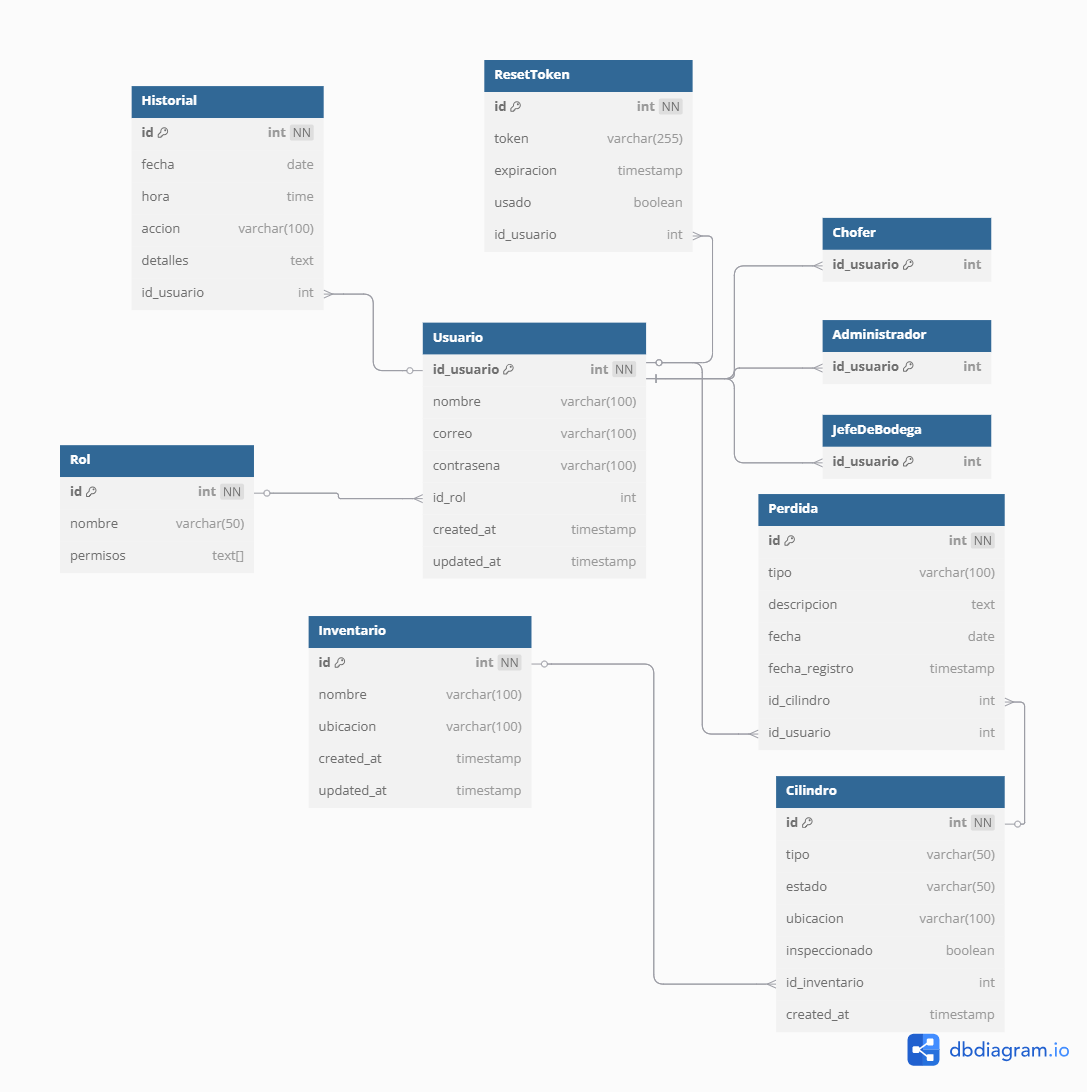 ResetToken
id int NN
token varchar(255)
expiracion timestamp
usado boolean
id_usuario int
Historial
id int NN
fecha date
hora time
accion varchar(100)
detalles text
id_usuario int
Chofer
id_usuario int
Administrador
id_usuario int
JefeDeBodega
id_usuario int
Usuario
id_usuario int NN
nombre varchar(100)
correo varchar(100)
contrasena varchar(100)
id_rol int
created_at timestamp
updated_at timestamp
Rol
id int NN
nombre varchar(50)
permisos text[]
Perdida
id int NN
tipo varchar(100)
descripcion text
fecha date
fecha_registro timestamp
id_cilindro int
id_usuario int
Inventario
id int NN
nombre varchar(100)
ubicacion varchar(100)
created_at timestamp
updated_at timestamp
Cilindro
id int NN
tipo varchar(50)
estado varchar(50)
ubicacion varchar(100)
inspeccionado boolean
id_inventario int
created_at timestamp
dbdiagram.io